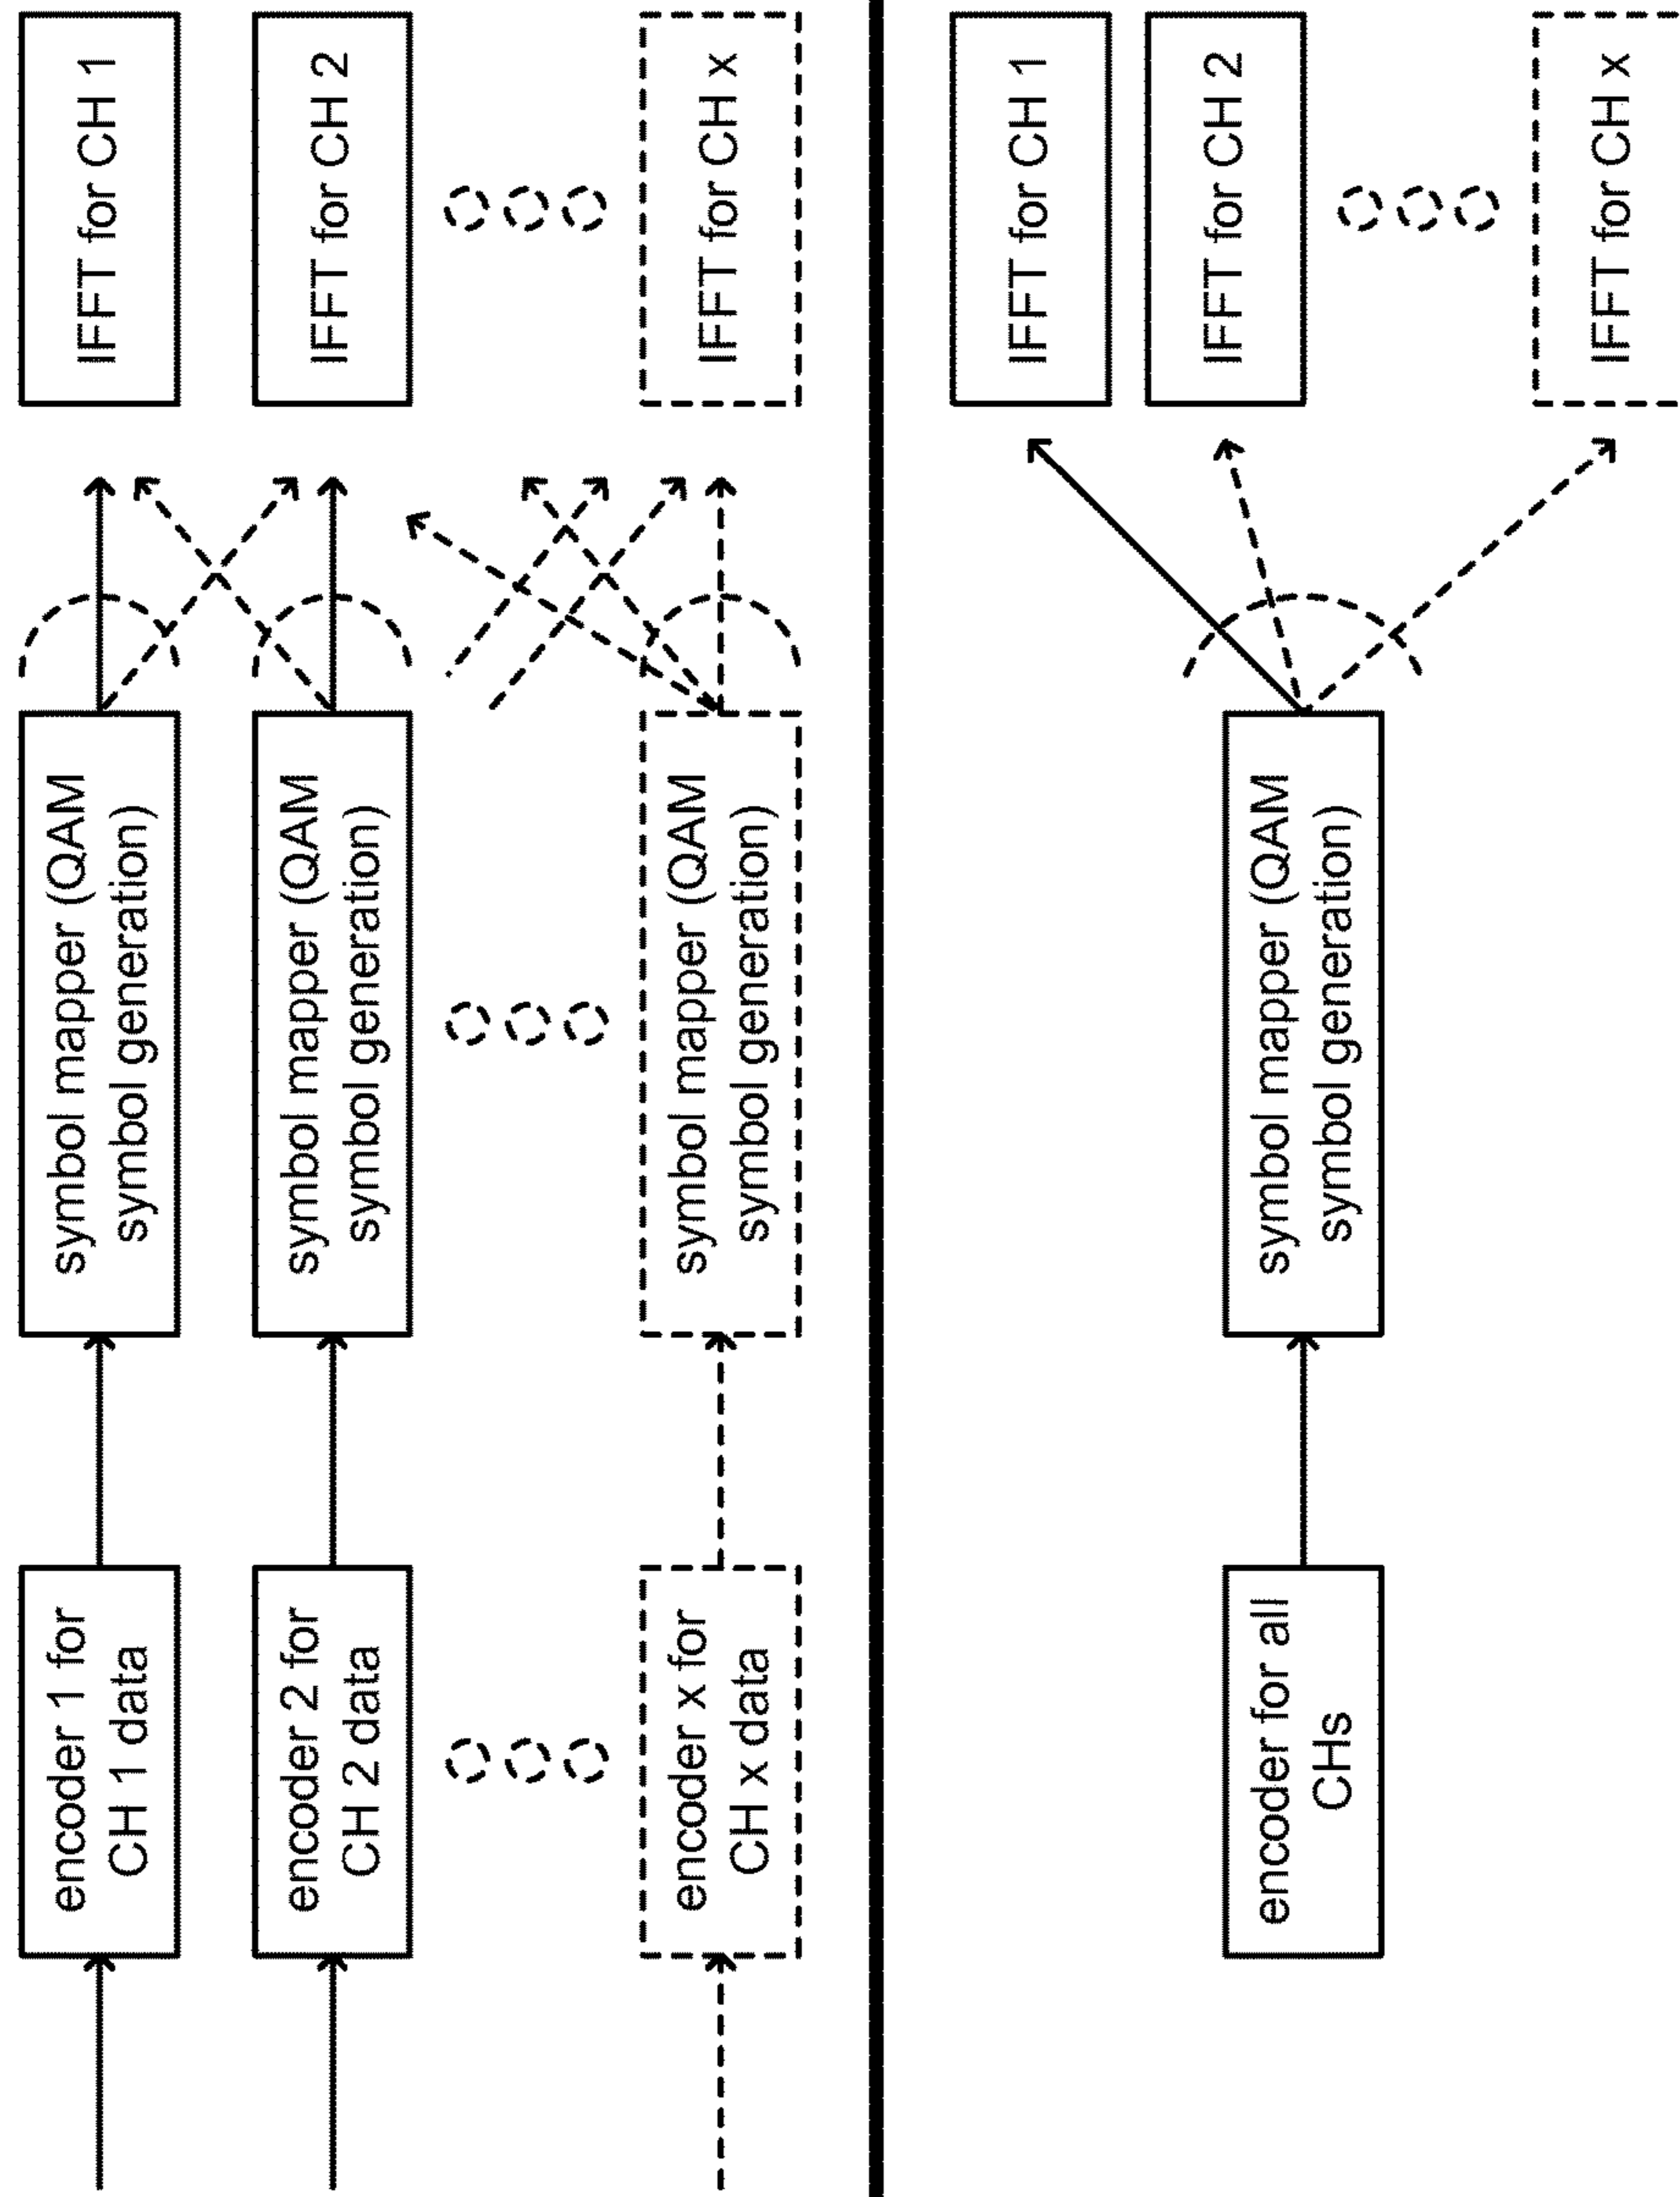 encoder 1 for
CH 1 data
symbol mapper (QAM
symbol generation)
IFFT for CH 1
encoder 2 for
CH 2 data
symbol mapper (QAM
symbol generation)
IFFT for CH 2
encoder x for
CH x data
symbol mapper (QAM
symbol generation)
IFFT for CH x
encoder for all
CHs
symbol mapper (QAM
symbol generation)
IFFT for CH 1
IFFT for CH 2
IFFT for CH x